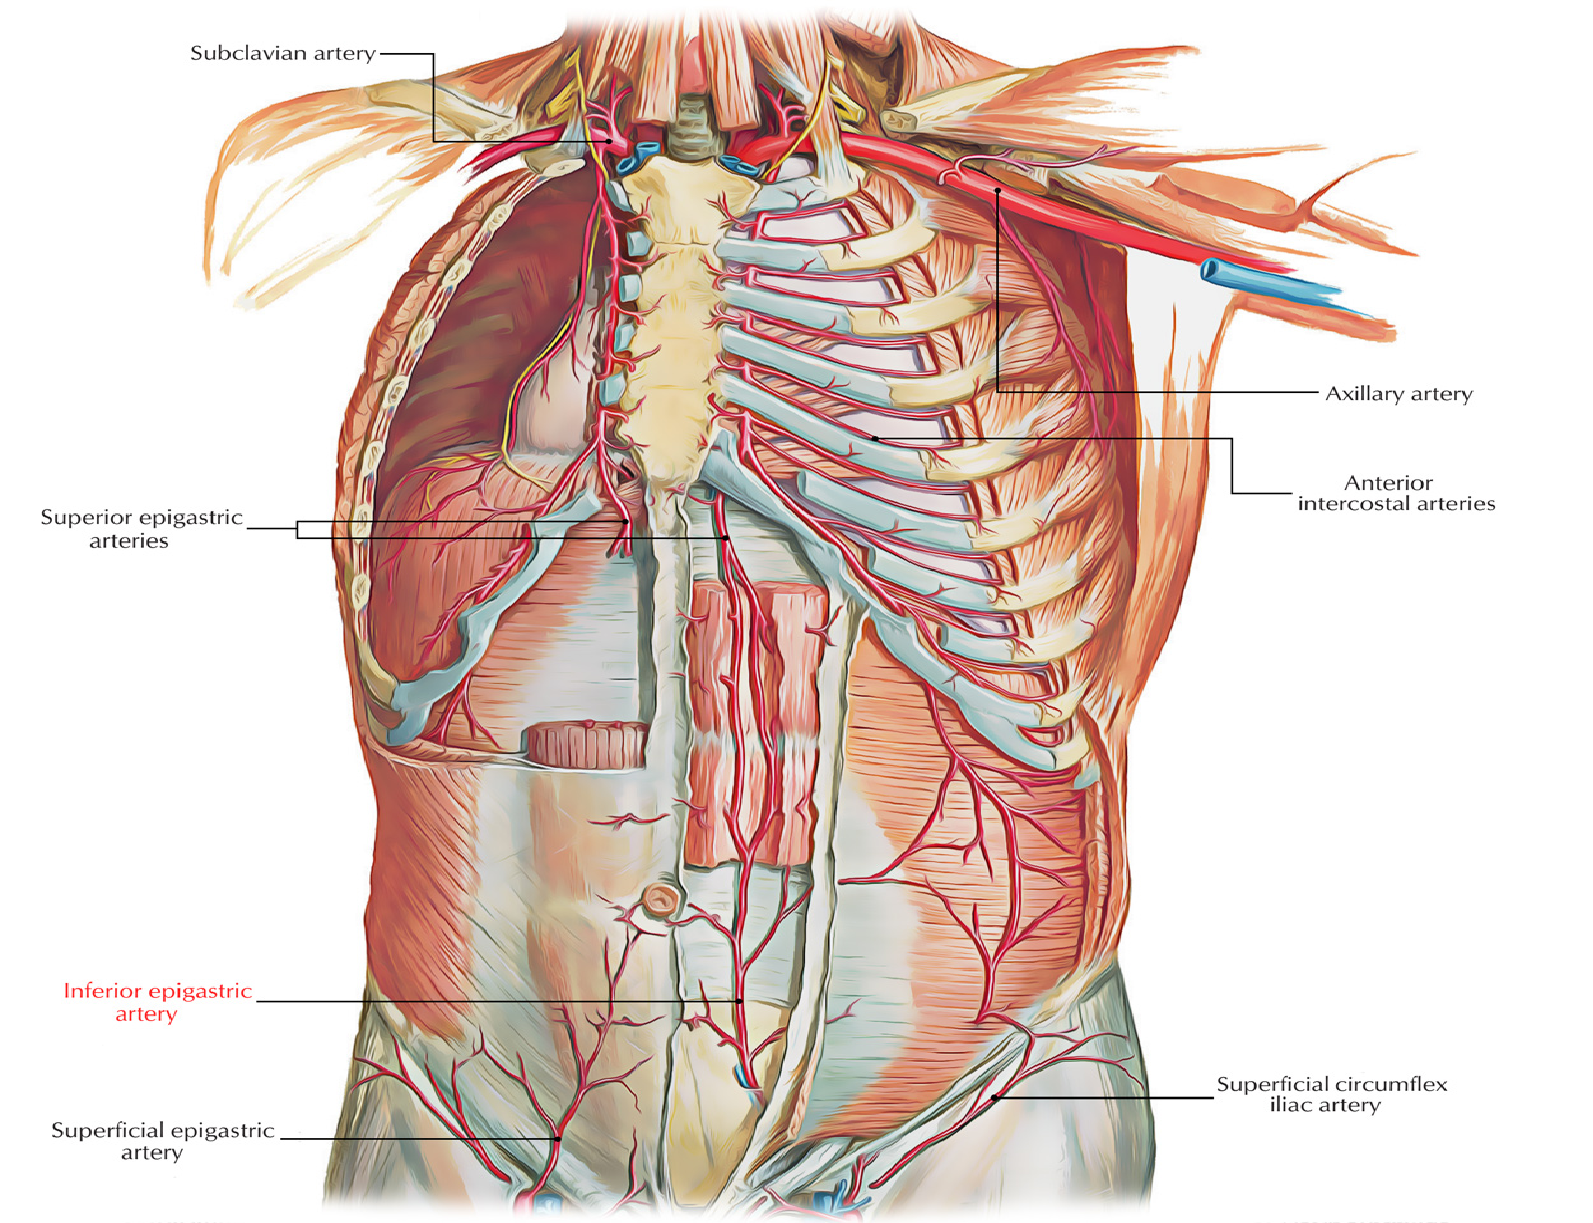 Subclavian artery
Axillary artery
Anterior
intercostal arteries
Superior epigastric
arteries
Inferior epigastric
artery
Superficial circumflex
iliac artery
Superficial epigastric
artery